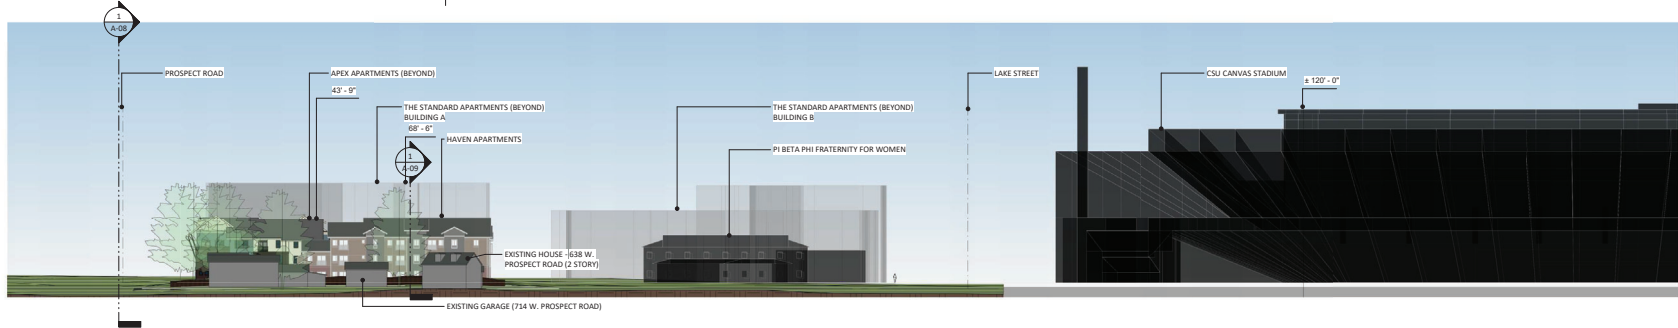 1
A-08
PROSPECT ROAD
APEX APARTMENTS (BEYOND)
43' - 9"
THE STANDARD APARTMENTS (BEYOND)
BUILDING A
68' - 6"
1
A-09
HAVEN APARTMENTS
THE STANDARD APARTMENTS (BEYOND)
BUILDING B
PI BETA PHI FRATERNITY FOR WOMEN
LAKE STREET
CSU CANVAS STADIUM
± 120' - 0"
EXISTING HOUSE - 638 W.
PROSPECT ROAD (2 STORY)
EXISTING GARAGE (714 W. PROSPECT ROAD)